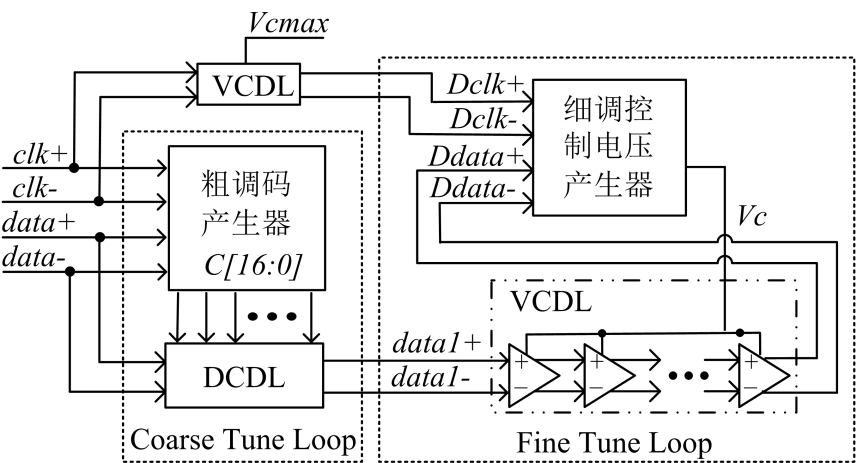 Vcmax
VCDL
Dclk+
Dclk-
Ddata+
Ddata-
细调控
制电压
产生器
clk+
clk-
data+
data-
粗调码
产生器
C[16:0]
Vc
VCDL
DCDL
data1+
data1-
+
−
+
−
+
−
Coarse Tune Loop
Fine Tune Loop